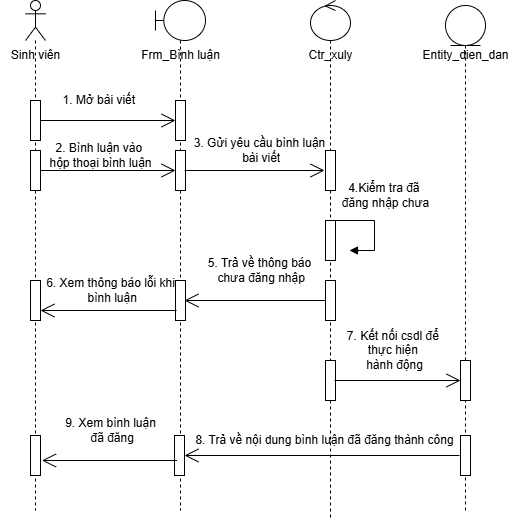 Sinh viên
Frm_Bình luận
Ctr_xuly
Entity_dien_dan
1. Mở bài viết
2. Bình luận vào
hộp thoại bình luận
3. Gửi yêu cầu bình luận
bài viết
4.Kiểm tra đã
đăng nhập chưa
5. Trả về thông báo
chưa đăng nhập
6. Xem thông báo lỗi khi
bình luận
7. Kết nối csdl để
thực hiện
hành động
8. Trả về nội dung bình luận đã đăng thành công
9. Xem bình luận
đã đăng